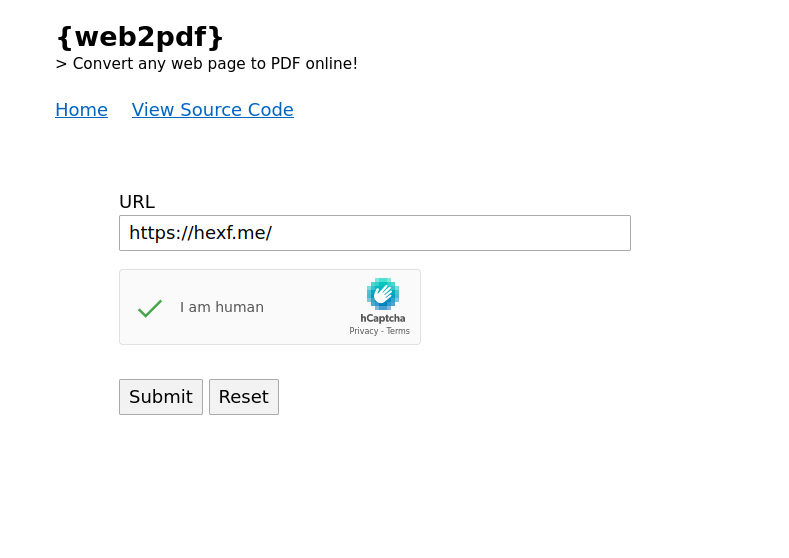 {web2pdf}
> Convert any web page to PDF online!
Home View Source Code
URL
https://hexf.me/
I am human
hCaptcha
Privacy - Terms
Submit Reset